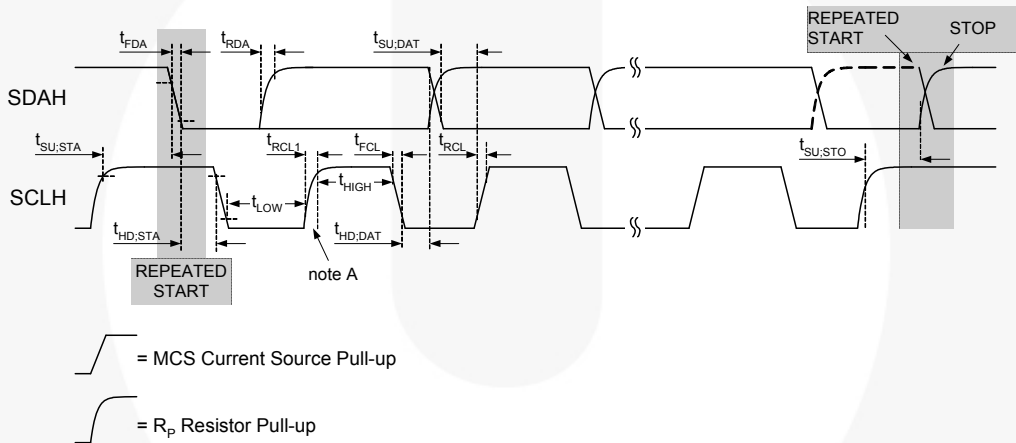 REPEATED
START
STOP
tFDA
tRDA
tSU;DAT
SDAH
tSU;STA
tRCL1
tFCL
tRCL
tSU;STO
tHIGH
SCLH
tLOW
tHD;STA
tHD;DAT
REPEATED
START
note A
= MCS Current Source Pull-up
= RP Resistor Pull-up